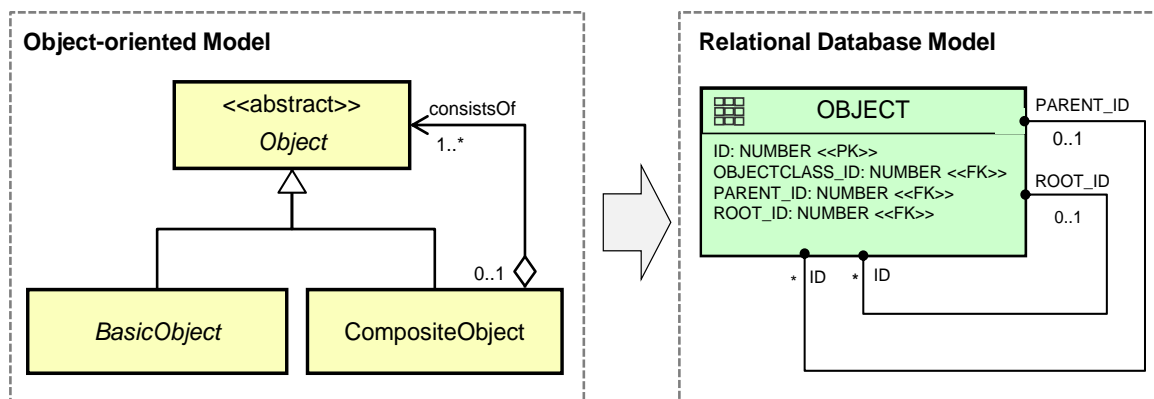 Object-oriented Model
<<abstract>>
Object
consistsOf
1..*
0..1
BasicObject
CompositeObject
Relational Database Model
OBJECT
ID: NUMBER <<PK>>
OBJECTCLASS_ID: NUMBER <<FK>>
PARENT_ID: NUMBER <<FK>>
ROOT_ID: NUMBER <<FK>>
PARENT_ID
0..1
ROOT_ID
0..1
* ID
* ID